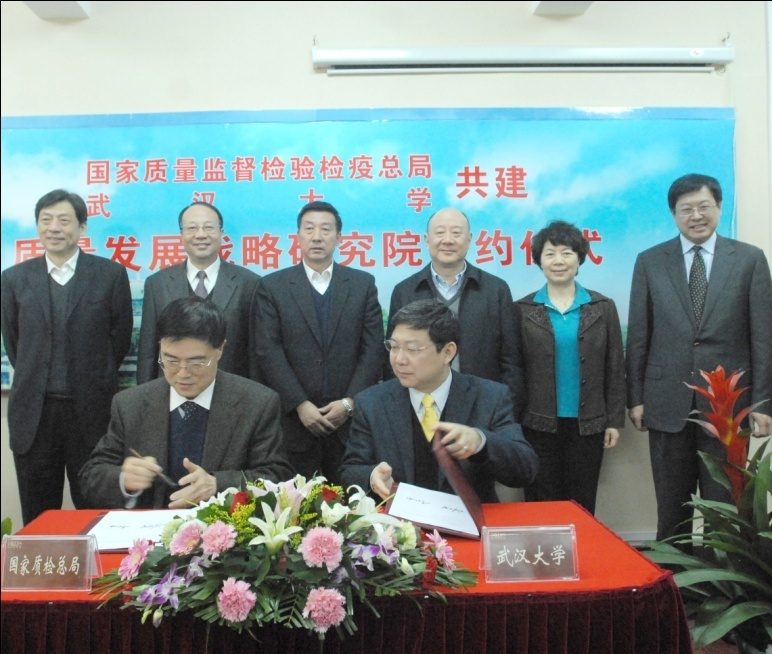 国家质量监督检验检疫总局
武汉大学
共建
质量发展战略研究院约仪式
国家质检总局
武汉大学